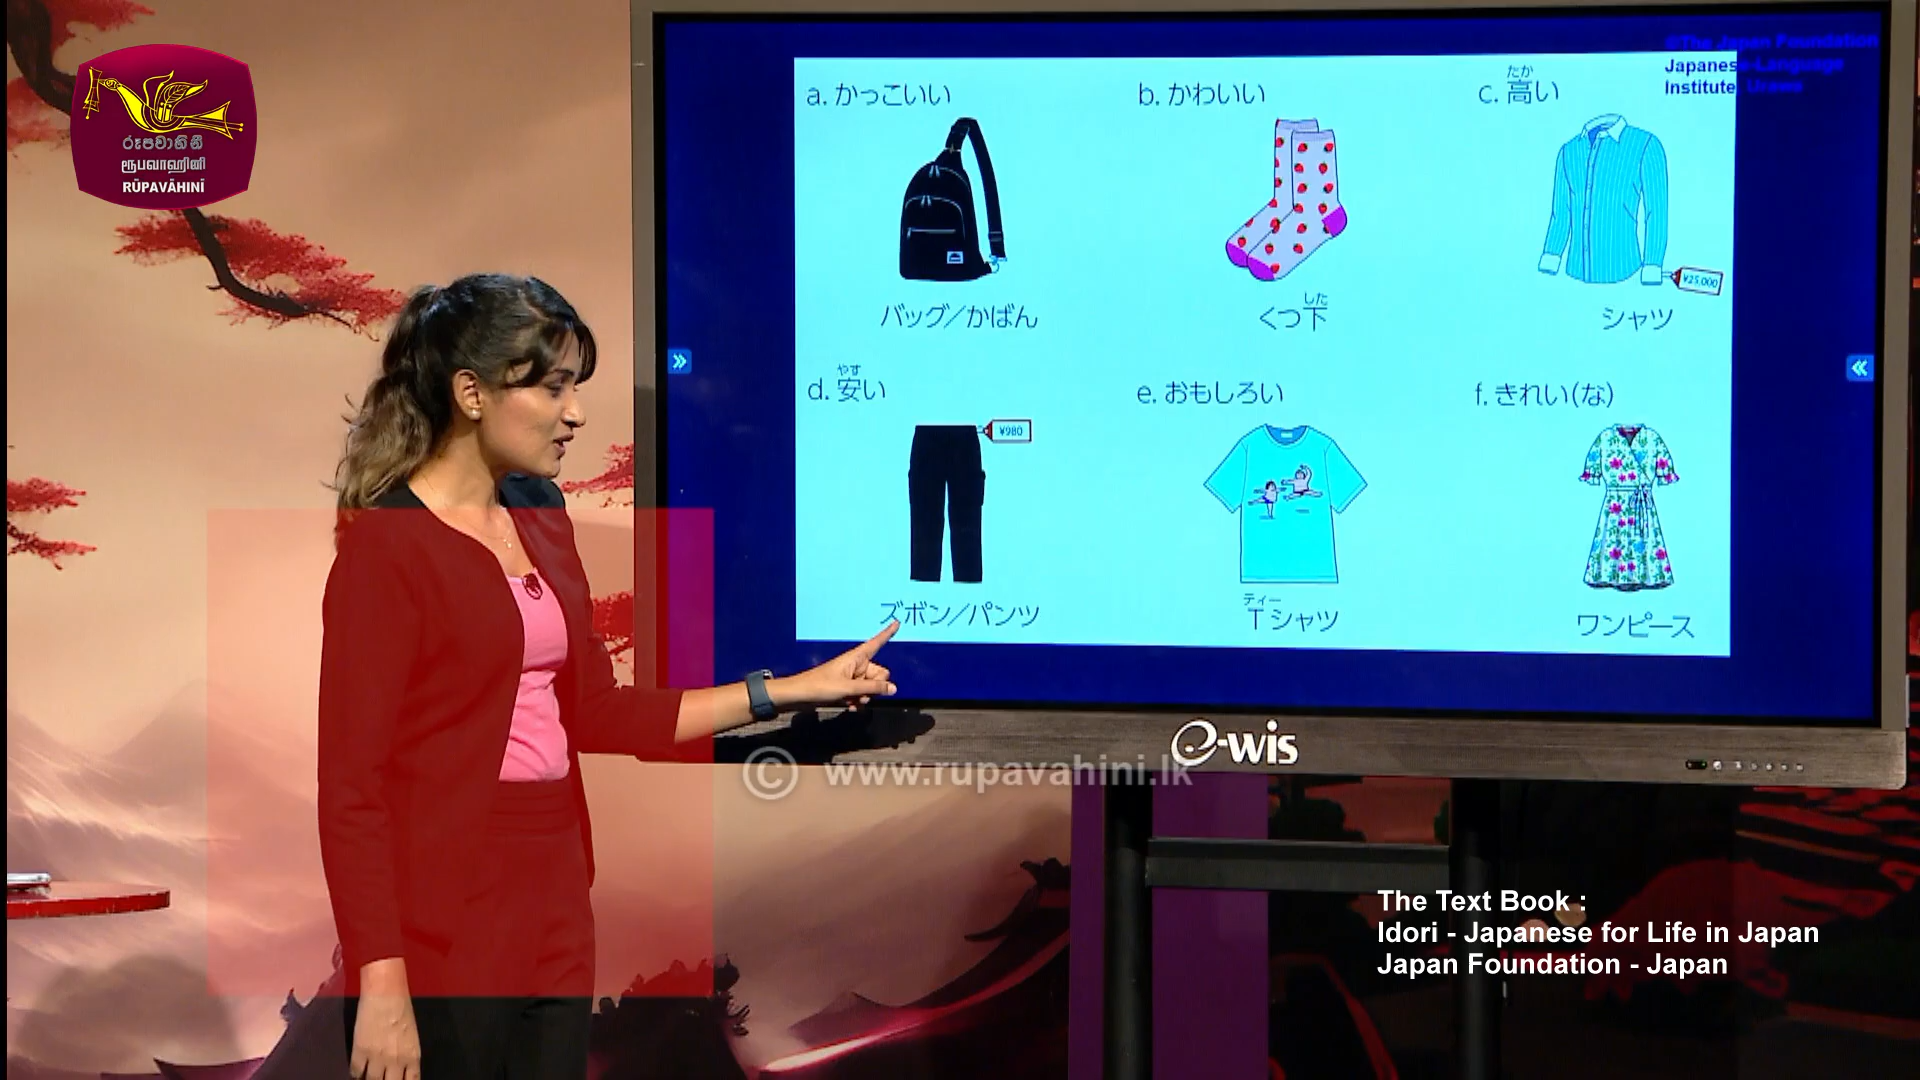 රූපවාහිනී
ரூபவாஹினி
RŪPAVĀHINĪ
©The Japan Foundation
Japanese-Language
Institute, Urawa
a. かっこいい
b. かわいい
たか
c. 高い
¥25,000
バッグ／かばん
した
くつ下
シャツ
やす
d. 安い
e. おもしろい
f. きれい(な)
¥980
ズボン／パンツ
ティー
Tシャツ
ワンピース
e-wis
© www.rupavahini.lk
The Text Book :
Idori - Japanese for Life in Japan
Japan Foundation - Japan